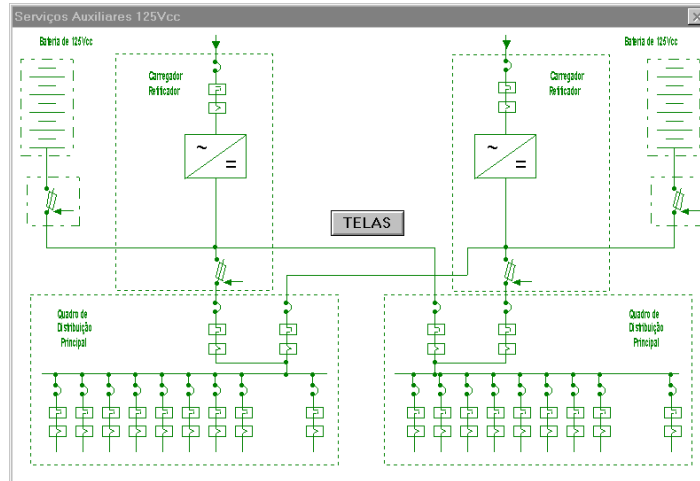 Serviços Auxiliares 125Vcc
Bateria de 125Vcc
Carregador
Retificador
Carregador
Retificador
Bateria de 125Vcc
TELAS
Quadro de
Distribuição
Principal
Quadro de
Distribuição
Principal